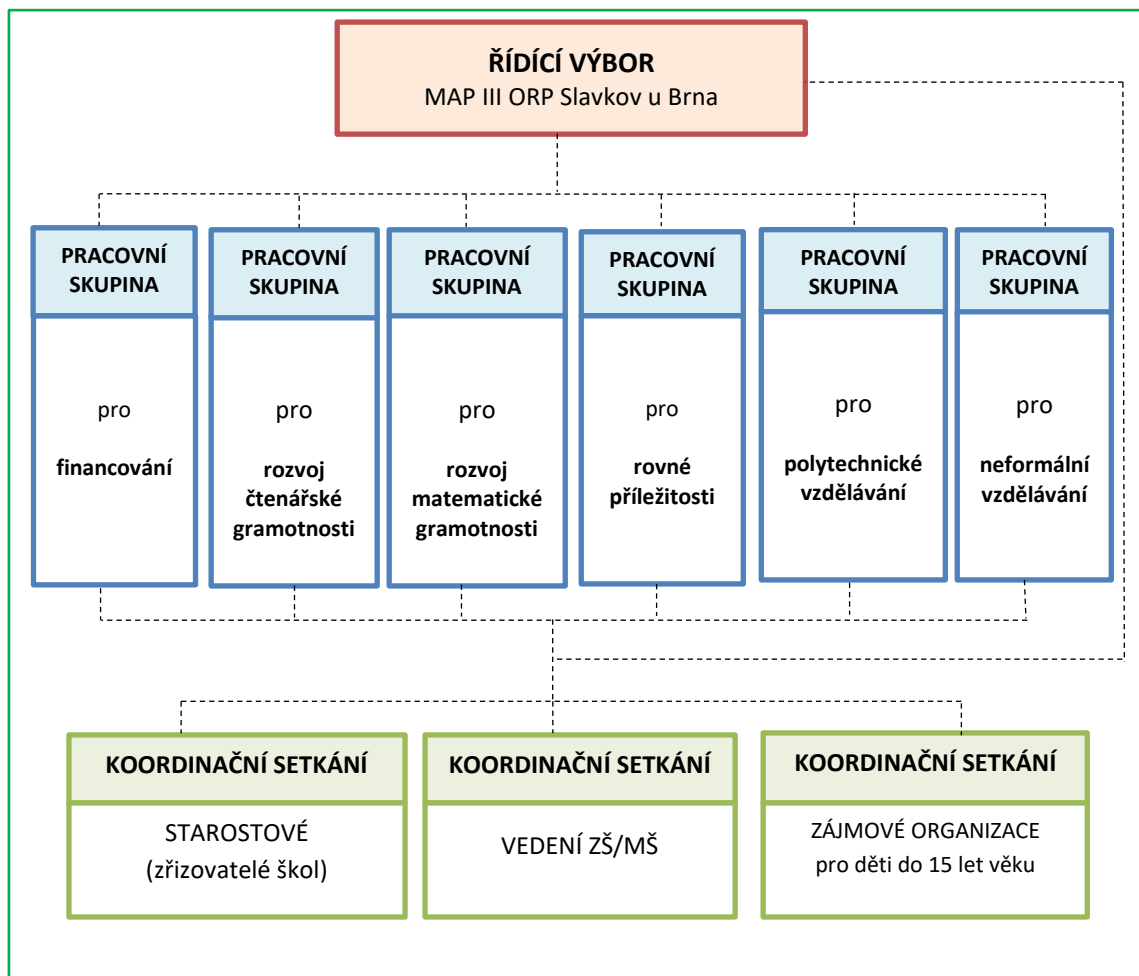 ŘÍDÍCÍ VÝBOR
MAP III ORP Slavkov u Brna
PRACOVNÍ
SKUPINA
pro
financování
PRACOVNÍ
SKUPINA
pro
rozvoj
čtenářské
gramotnosti
PRACOVNÍ
SKUPINA
pro
rozvoj
matematické
gramotnosti
PRACOVNÍ
SKUPINA
pro
rovné
příležitosti
PRACOVNÍ
SKUPINA
pro
polytechnické
vzdělávání
PRACOVNÍ
SKUPINA
pro
neformální
vzdělávání
KOORDINAČNÍ SETKÁNÍ
STAROSTOVÉ
(zřizovatelé škol)
KOORDINAČNÍ SETKÁNÍ
VEDENÍ ZŠ/MŠ
KOORDINAČNÍ SETKÁNÍ
ZÁJMOVÉ ORGANIZACE
pro děti do 15 let věku